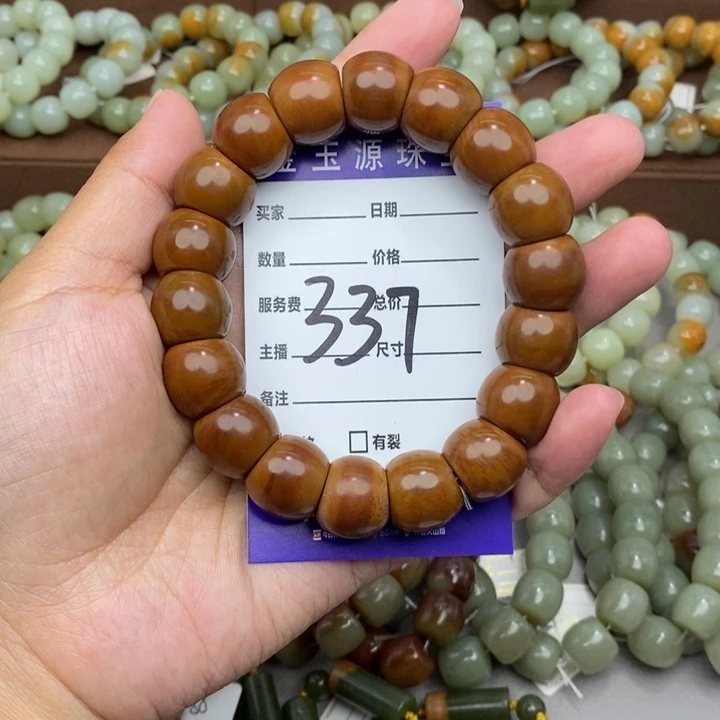 玉源珠
买家 日期
数量 价格
服务费 总价
337
主播 尺寸
备注
有裂